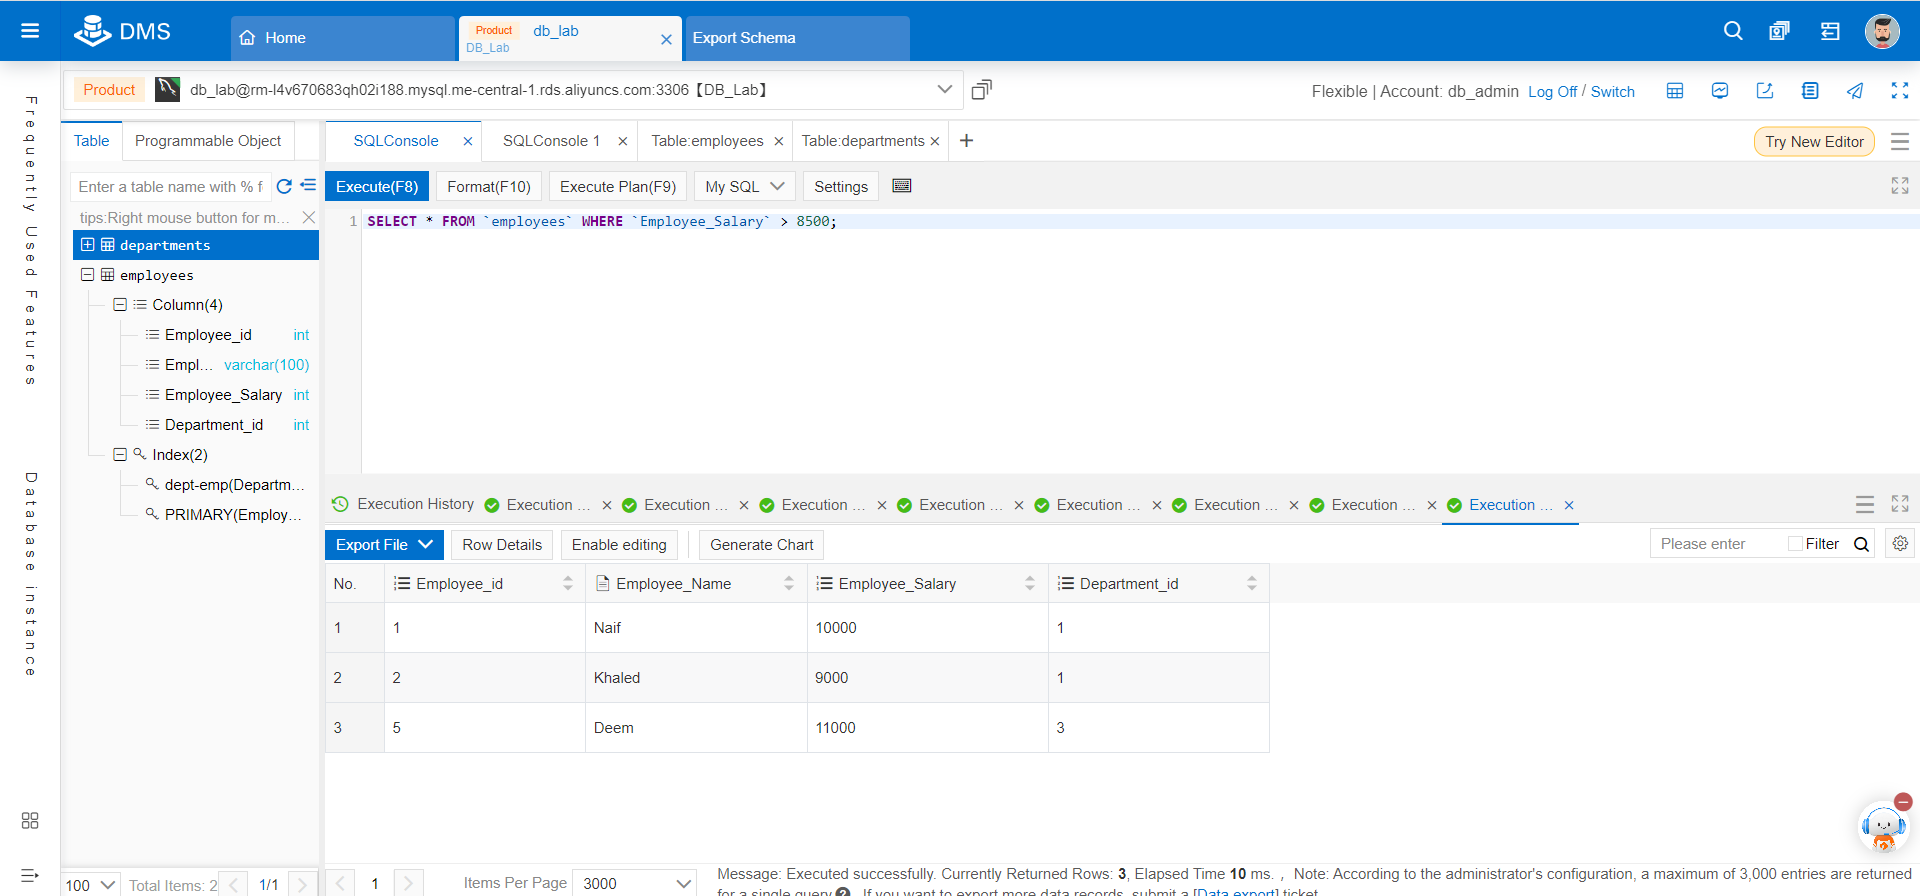 DMS
Home
Product
db_lab
DB_Lab
Export Schema
Product
db_lab@rm-l4v670683qh02i188.mysql.me-central-1.rds.aliyuncs.com:3306【DB_Lab】
Flexible | Account: db_admin Log Off / Switch
Frequently Used Features
Database instance
Table
Programmable Object
SQLConsole
SQLConsole 1
Table:employees
Table:departments
Try New Editor
Enter a table name with % f
tips:Right mouse button for m...
Execute(F8)
Format(F10)
Execute Plan(F9)
My SQL
Settings
1 SELECT * FROM `employees` WHERE `Employee_Salary` > 8500;
departments
employees
Column(4)
Employee_id int
Empl... varchar(100)
Employee_Salary int
Department_id int
Index(2)
dept-emp(Departm...
PRIMARY(Employ...
Execution History
Execution ...
Execution ...
Execution ...
Execution ...
Execution ...
Execution ...
Execution ...
Execution ...
Export File
Row Details
Enable editing
Generate Chart
Please enter
Filter
No. Employee_id Employee_Name Employee_Salary Department_id
1 1 Naif 10000 1
2 2 Khaled 9000 1
3 5 Deem 11000 3
100
Total Items: 2
1/1
1
Items Per Page
3000
Message: Executed successfully. Currently Returned Rows: 3, Elapsed Time 10 ms. , Note: According to the administrator's configuration, a maximum of 3,000 entries are returned
for a single query ? . If you want to export more data records, submit a [Data export] ticket.